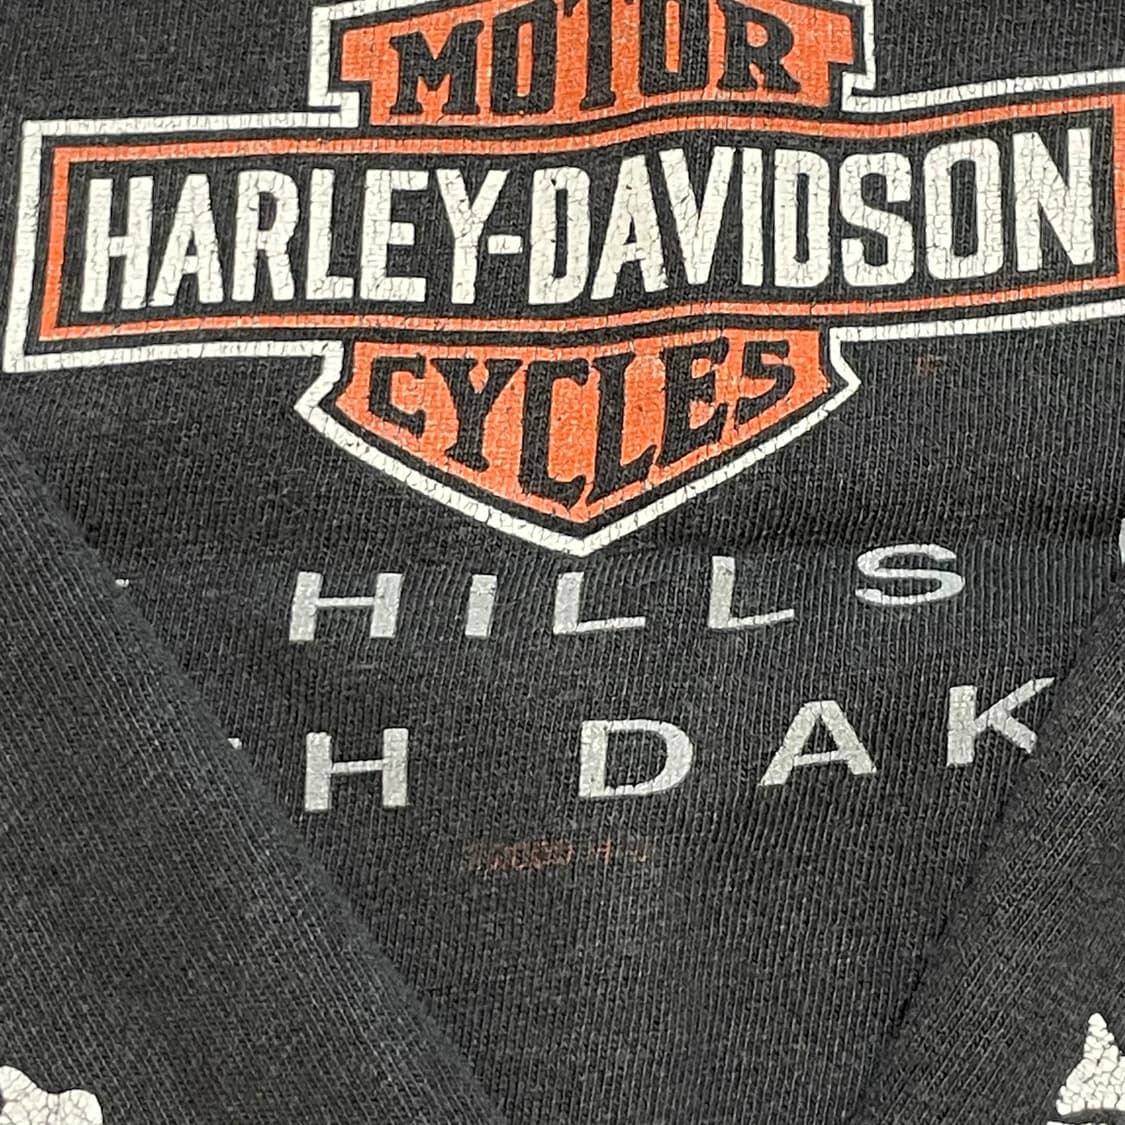 MOTOR
HARLEY-DAVIDSON
CYCLES
HILLS
H DAK